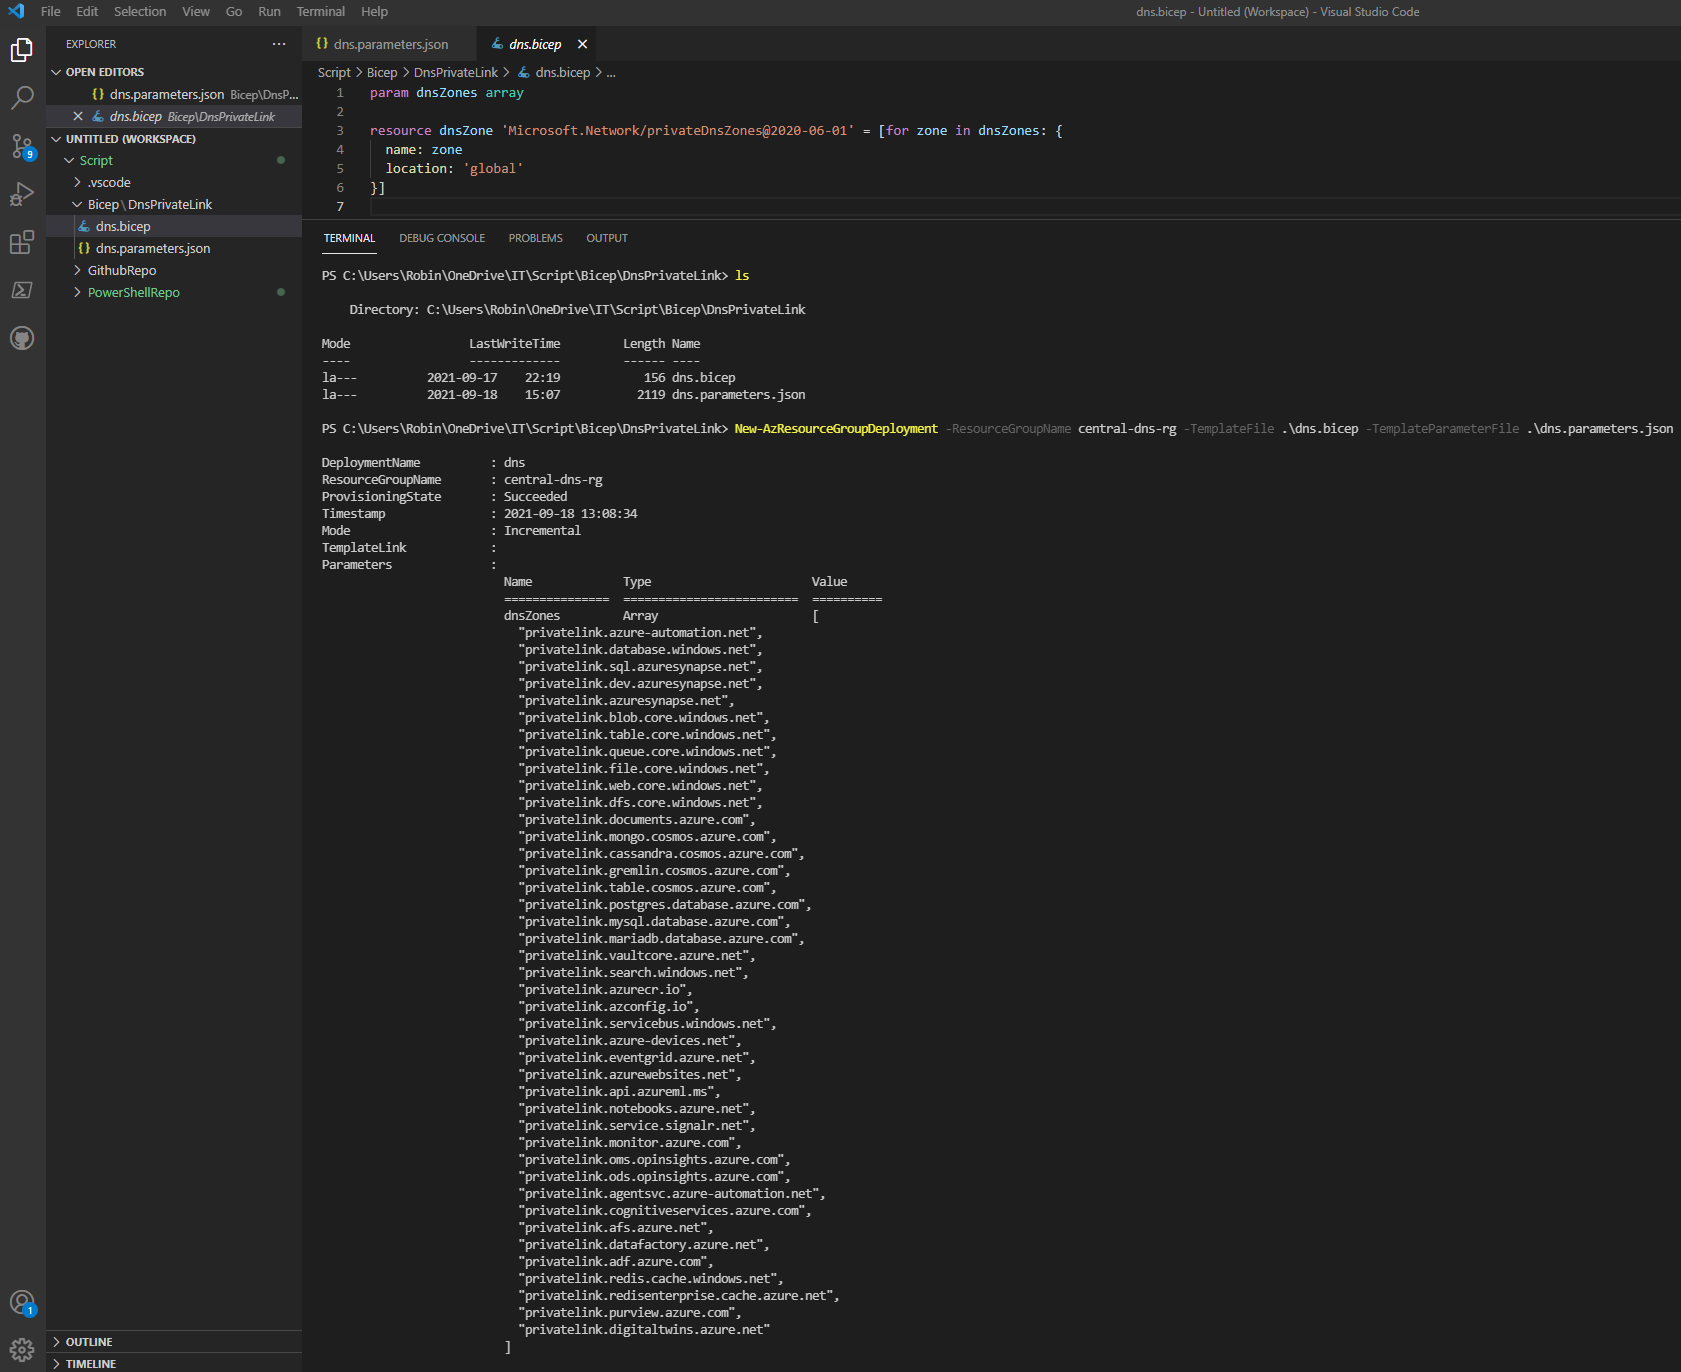 File Edit Selection View Go Run Terminal Help
dns.bicep - Untitled (Workspace) - Visual Studio Code
EXPLORER ···
OPEN EDITORS
{} dns.parameters.json Bicep\DnsP...
dns.bicep Bicep\DnsPrivateLink
UNTITLED (WORKSPACE)
Script
.vscode
Bicep\DnsPrivateLink
dns.bicep
{} dns.parameters.json
GithubRepo
PowerShellRepo
9
1
OUTLINE
TIMELINE
{} dns.parameters.json
dns.bicep
Script > Bicep > DnsPrivateLink > dns.bicep > ...
1 param dnsZones array
2
3 resource dnsZone 'Microsoft.Network/privateDnsZones@2020-06-01' = [for zone in dnsZones: {
4 name: zone
5 location: 'global'
6 }]
7
TERMINAL DEBUG CONSOLE PROBLEMS OUTPUT
PS C:\Users\Robin\OneDrive\IT\Script\Bicep\DnsPrivateLink> ls
Directory: C:\Users\Robin\OneDrive\IT\Script\Bicep\DnsPrivateLink
Mode LastWriteTime Length Name
---- ------------- ------ ----
la--- 2021-09-17 22:19 156 dns.bicep
la--- 2021-09-18 15:07 2119 dns.parameters.json
PS C:\Users\Robin\OneDrive\IT\Script\Bicep\DnsPrivateLink> New-AzResourceGroupDeployment -ResourceGroupName central-dns-rg -TemplateFile .\dns.bicep -TemplateParameterFile .\dns.parameters.json
DeploymentName : dns
ResourceGroupName : central-dns-rg
ProvisioningState : Succeeded
Timestamp : 2021-09-18 13:08:34
Mode : Incremental
TemplateLink :
Parameters :
Name Type Value
=============== ========================= ==========
dnsZones Array [
"privatelink.azure-automation.net",
"privatelink.database.windows.net",
"privatelink.sql.azuresynapse.net",
"privatelink.dev.azuresynapse.net",
"privatelink.azuresynapse.net",
"privatelink.blob.core.windows.net",
"privatelink.table.core.windows.net",
"privatelink.queue.core.windows.net",
"privatelink.file.core.windows.net",
"privatelink.web.core.windows.net",
"privatelink.dfs.core.windows.net",
"privatelink.documents.azure.com",
"privatelink.mongo.cosmos.azure.com",
"privatelink.cassandra.cosmos.azure.com",
"privatelink.gremlin.cosmos.azure.com",
"privatelink.table.cosmos.azure.com",
"privatelink.postgres.database.azure.com",
"privatelink.mysql.database.azure.com",
"privatelink.mariadb.database.azure.com",
"privatelink.vaultcore.azure.net",
"privatelink.search.windows.net",
"privatelink.azurecr.io",
"privatelink.azconfig.io",
"privatelink.servicebus.windows.net",
"privatelink.azure-devices.net",
"privatelink.eventgrid.azure.net",
"privatelink.azurewebsites.net",
"privatelink.api.azureml.ms",
"privatelink.notebooks.azure.net",
"privatelink.service.signalr.net",
"privatelink.monitor.azure.com",
"privatelink.oms.opinsights.azure.com",
"privatelink.ods.opinsights.azure.com",
"privatelink.agentsvc.azure-automation.net",
"privatelink.cognitiveservices.azure.com",
"privatelink.afs.azure.net",
"privatelink.datafactory.azure.net",
"privatelink.adf.azure.com",
"privatelink.redis.cache.windows.net",
"privatelink.redisenterprise.cache.azure.net",
"privatelink.purview.azure.com",
"privatelink.digitaltwins.azure.net"
]